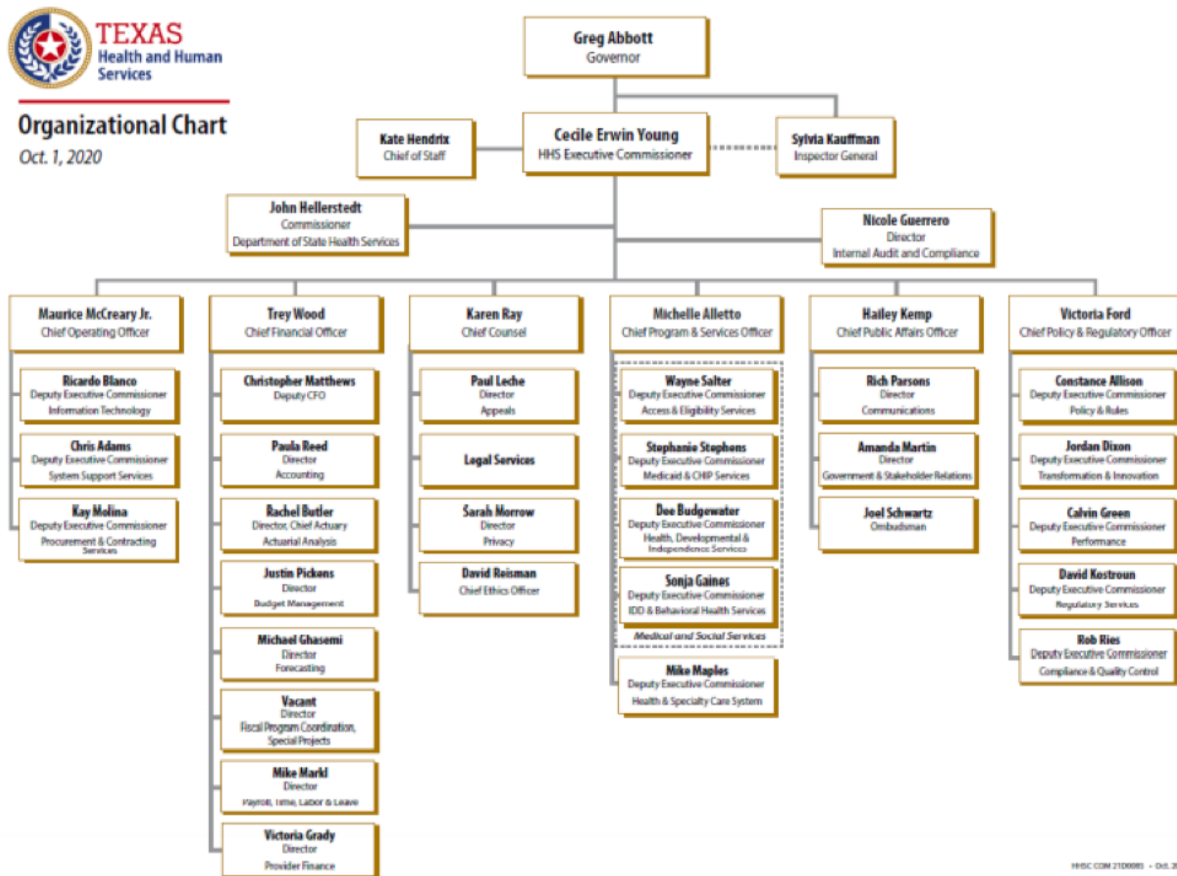 TEXAS
Health and Human
Services
Organizational Chart
Oct. 1, 2020
Greg Abbott
Governor
Kate Hendrix
Chief of Staff
Cecile Erwin Young
HHS Executive Commissioner
Sylvia Kauffman
Inspector General
John Hellerstedt
Commissioner
Department of State Health Services
Nicole Guerrero
Director
Internal Audit and Compliance
Maurice McCreary Jr.
Chief Operating Officer
Ricardo Blanco
Deputy Executive Commissioner
Information Technology
Chris Adams
Deputy Executive Commissioner
System Support Services
Kay Molina
Deputy Executive Commissioner
Procurement & Contracting
Services
Trey Wood
Chief Financial Officer
Christopher Matthews
Deputy CFO
Paula Reed
Director
Accounting
Rachel Butler
Director, Chief Actuary
Actuarial Analysis
Justin Pickens
Director
Budget Management
Michael Ghasemi
Director
Forecasting
Vacant
Director
Fiscal Program Coordination,
Special Projects
Mike Markl
Director
Payroll, Time, Labor & Leave
Victoria Grady
Director
Provider Finance
Karen Ray
Chief Counsel
Paul Leche
Director
Appeals
Legal Services
Sarah Morrow
Director
Privacy
David Reisman
Chief Ethics Officer
Michelle Alletto
Chief Program & Services Officer
Wayne Salter
Deputy Executive Commissioner
Access & Eligibility Services
Stephanie Stephens
Deputy Executive Commissioner
Medicaid & CHIP Services
Dee Budgewater
Deputy Executive Commissioner
Health, Developmental &
Independence Services
Sonja Gaines
Deputy Executive Commissioner
IDD & Behavioral Health Services
Medical and Social Services
Mike Maples
Deputy Executive Commissioner
Health & Specialty Care System
Hailey Kemp
Chief Public Affairs Officer
Rich Parsons
Director
Communications
Amanda Martin
Director
Government & Stakeholder Relations
Joel Schwartz
Ombudsman
Victoria Ford
Chief Policy & Regulatory Officer
Constance Allison
Deputy Executive Commissioner
Policy & Rules
Jordan Dixon
Deputy Executive Commissioner
Transformation & Innovation
Calvin Green
Deputy Executive Commissioner
Performance
David Kostroun
Deputy Executive Commissioner
Regulatory Services
Rob Ries
Deputy Executive Commissioner
Compliance & Quality Control
HHSC COM